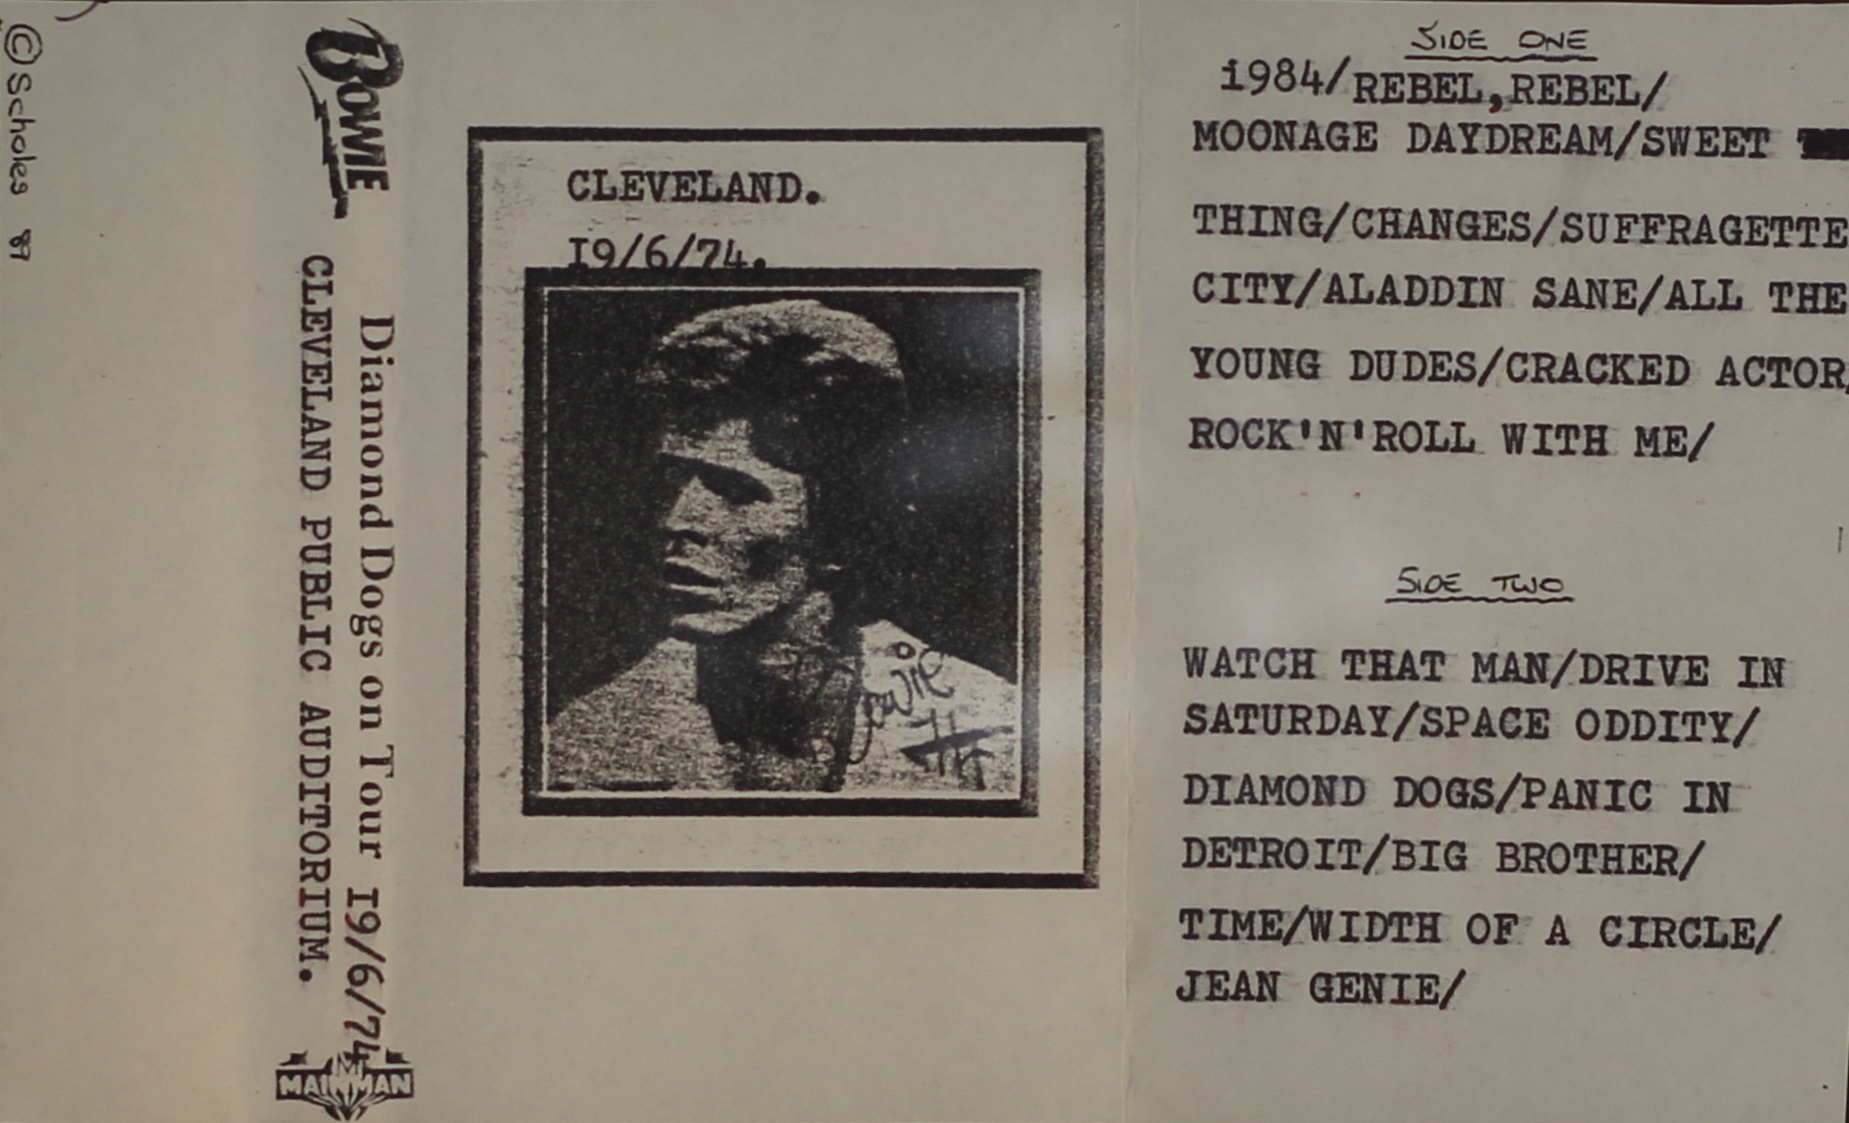 © Scholes 89
BOWIE
Diamond Dogs on Tour 19/6/74
CLEVELAND PUBLIC AUDITORIUM.
MAINMAN
CLEVELAND.
19/6/74.
Bowie
74
SIDE ONE
1984/REBEL,REBEL/
MOONAGE DAYDREAM/SWEET
THING/CHANGES/SUFFRAGETTE
CITY/ALADDIN SANE/ALL THE
YOUNG DUDES/CRACKED ACTOR/
ROCK'N'ROLL WITH ME/
SIDE TWO
WATCH THAT MAN/DRIVE IN
SATURDAY/SPACE ODDITY/
DIAMOND DOGS/PANIC IN
DETROIT/BIG BROTHER/
TIME/WIDTH OF A CIRCLE/
JEAN GENIE/